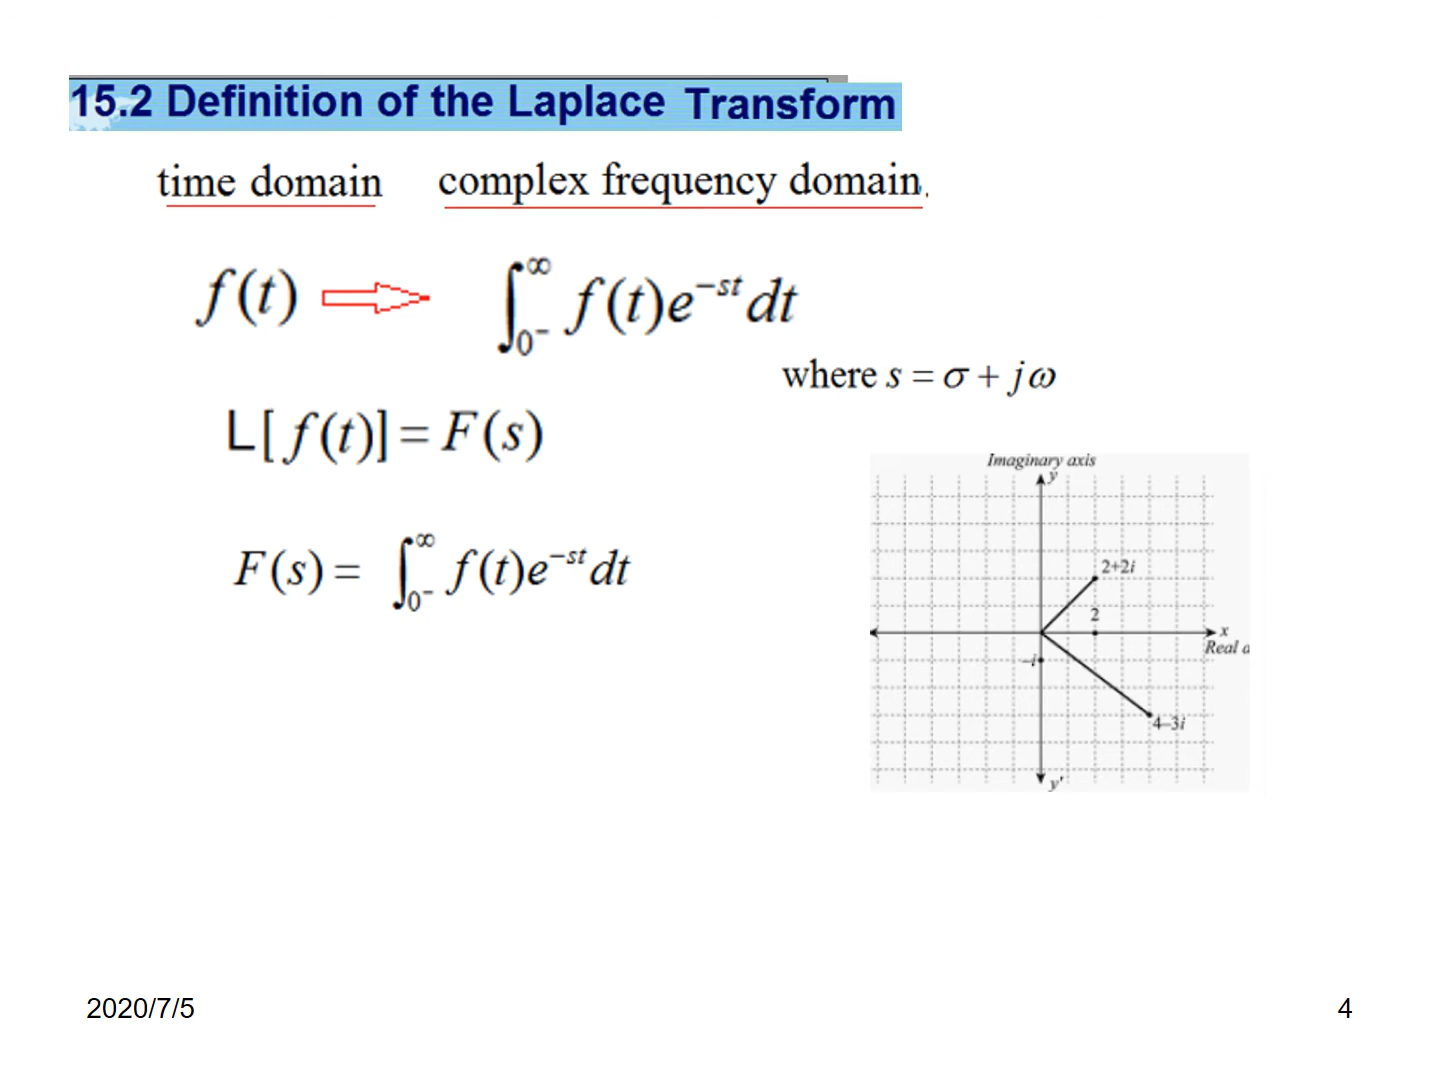 15.2 Definition of the Laplace Transform
time domain complex frequency domain.
f(t) ⇒ ∫₀₋^∞ f(t)e^{-st} dt
where s = σ + jω
L[f(t)] = F(s)
F(s) = ∫₀₋^∞ f(t)e^{-st} dt
Imaginary axis
y
2+2i
2
x
Real a
-i
4-3i
y'
2020/7/5
4